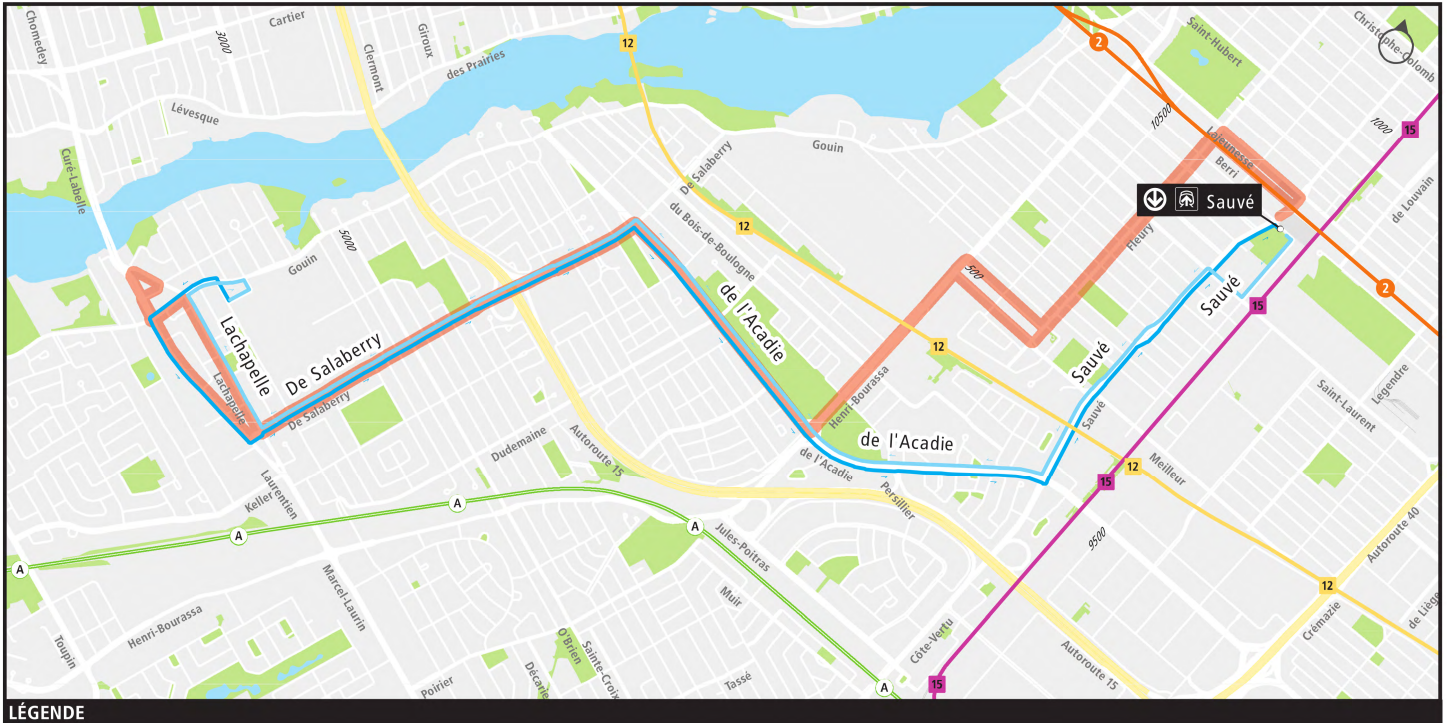 Chomedey
Cartier
3000
Giroux
Clermont
des Prairies
12
2
Saint-Hubert
Christophe-Colomb
Lévesque
10500
1000
15
Curé-Labelle
Gouin
De Salaberry
Lajeunesse
Berri
de Louvain
Sauvé
du Bois-de-Boulogne
12
5000
Gouin
Fleury
500
2
de l'Acadie
Sauvé
15
Lachapelle
De Salaberry
12
Lachapelle
De Salaberry
Henri-Bourassa
Sauvé
Legendre
Saint-Laurent
Sauvé
de l'Acadie
Dudemaine
Autoroute 15
de l'Acadie
Meilleur
12
Laurentien
Keller
Persillier
15
A
A
A
A
Jules-Poitras
9500
Autoroute 40
Marcel-Laurin
Muir
12
Crémazie
de Liège
Henri-Bourassa
Toupin
O'Brien
Sainte-Croix
Côte-Vertu
Autoroute 15
Poirier
Décarie
Tassé
A
15
LÉGENDE